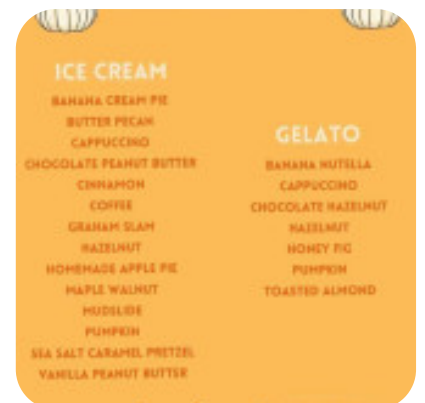 ICE CREAM
BANANA CREAM PIE
BUTTER PECAN
CAPPUCCINO
CHOCOLATE PEANUT BUTTER
CINNAMON
COFFEE
GRAHAM SLAM
HAZELNUT
HOMEMADE APPLE PIE
MAPLE WALNUT
MUDSLIDE
PUMPKIN
SEA SALT CARAMEL PRETZEL
VANILLA PEANUT BUTTER
GELATO
BANANA NUTELLA
CAPPUCCINO
CHOCOLATE HAZELNUT
HAZELNUT
HONEY FIG
PUMPKIN
TOASTED ALMOND